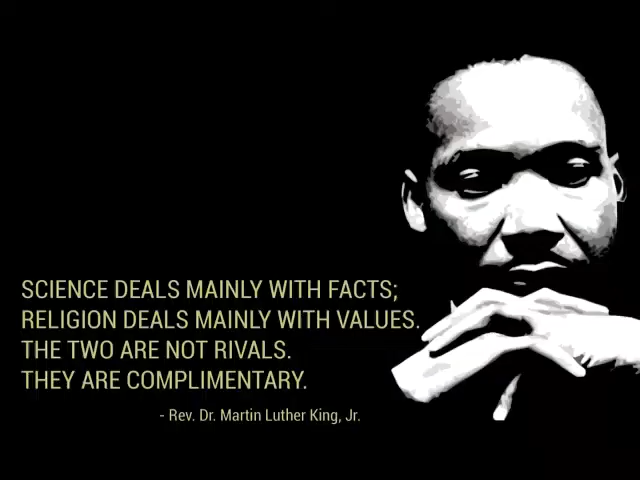 SCIENCE DEALS MAINLY WITH FACTS;
RELIGION DEALS MAINLY WITH VALUES.
THE TWO ARE NOT RIVALS.
THEY ARE COMPLIMENTARY.
- Rev. Dr. Martin Luther King, Jr.